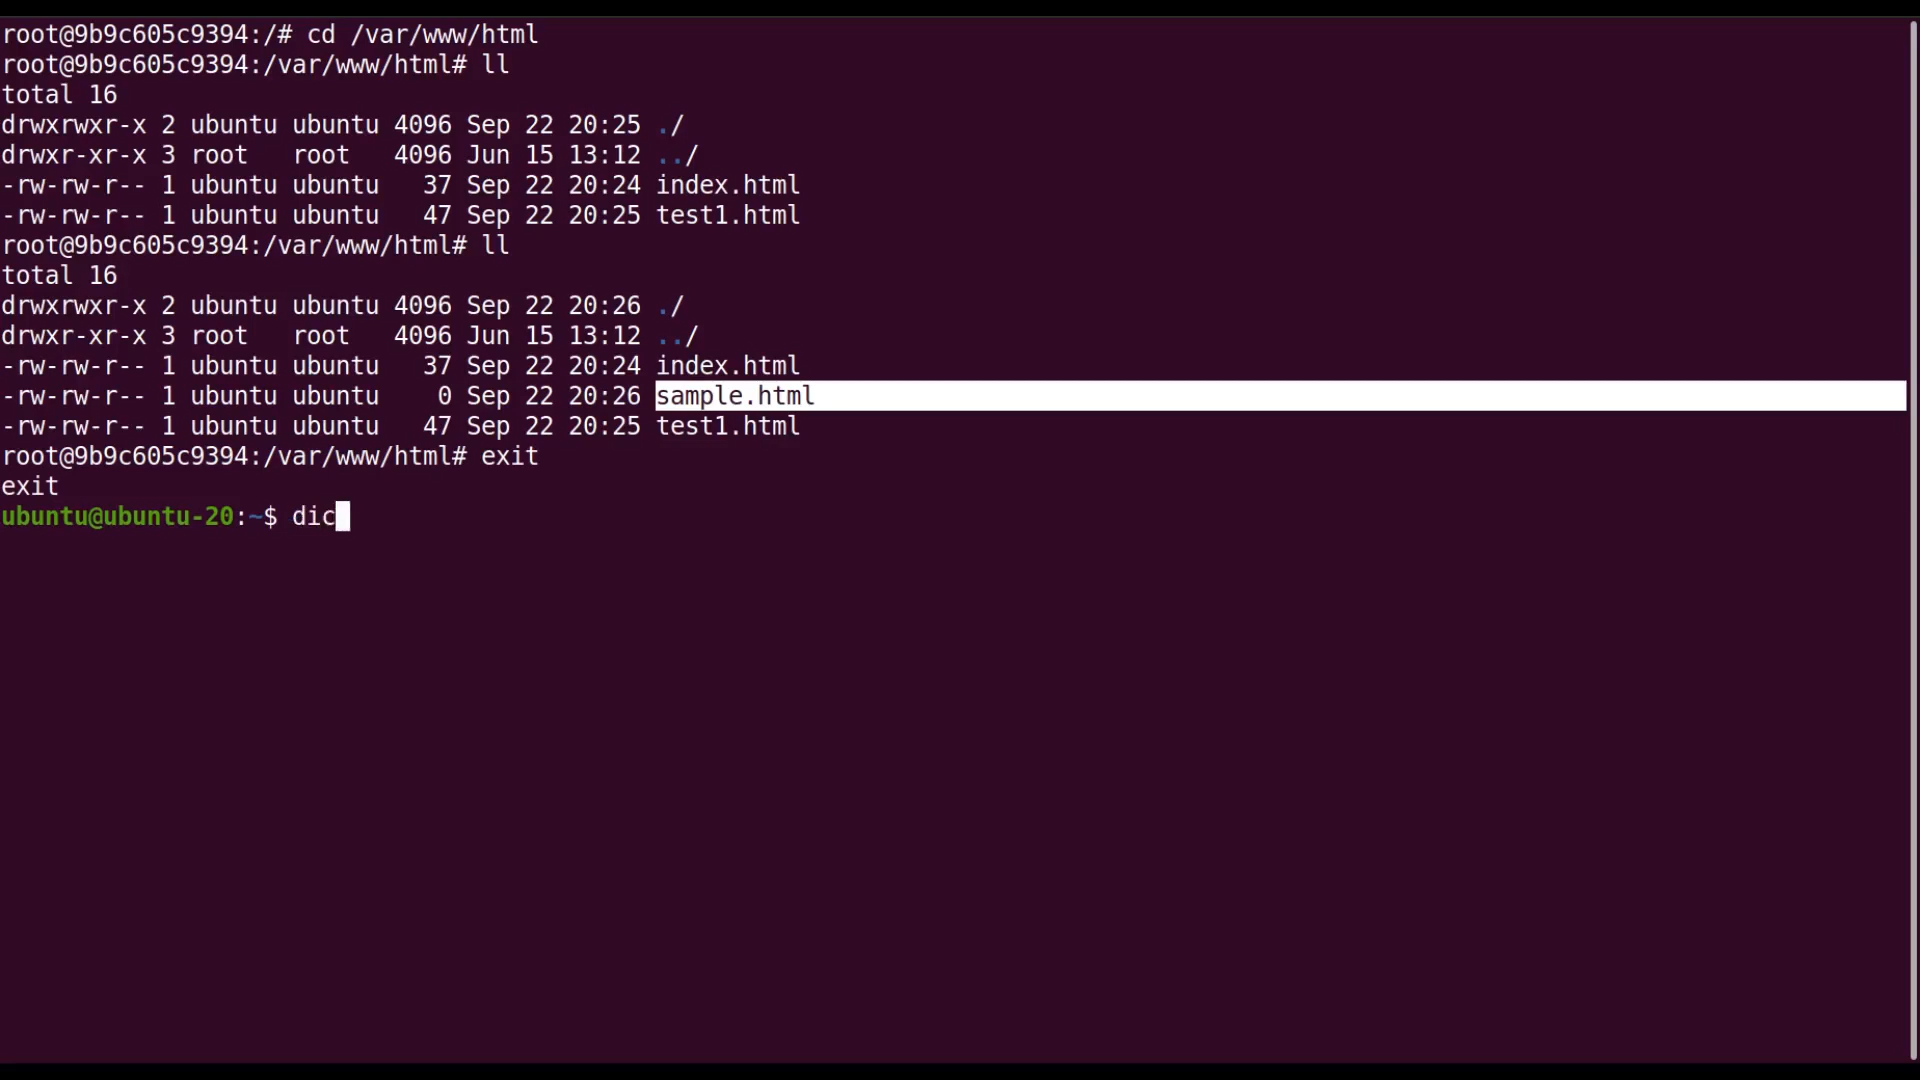 root@9b9c605c9394:/# cd /var/www/html
root@9b9c605c9394:/var/www/html# ll
total 16
drwxrwxr-x 2 ubuntu ubuntu 4096 Sep 22 20:25 ./
drwxr-xr-x 3 root   root   4096 Jun 15 13:12 ../
-rw-rw-r-- 1 ubuntu ubuntu   37 Sep 22 20:24 index.html
-rw-rw-r-- 1 ubuntu ubuntu   47 Sep 22 20:25 test1.html
root@9b9c605c9394:/var/www/html# ll
total 16
drwxrwxr-x 2 ubuntu ubuntu 4096 Sep 22 20:26 ./
drwxr-xr-x 3 root   root   4096 Jun 15 13:12 ../
-rw-rw-r-- 1 ubuntu ubuntu   37 Sep 22 20:24 index.html
-rw-rw-r-- 1 ubuntu ubuntu    0 Sep 22 20:26 sample.html
-rw-rw-r-- 1 ubuntu ubuntu   47 Sep 22 20:25 test1.html
root@9b9c605c9394:/var/www/html# exit
exit
ubuntu@ubuntu-20:~$ dic